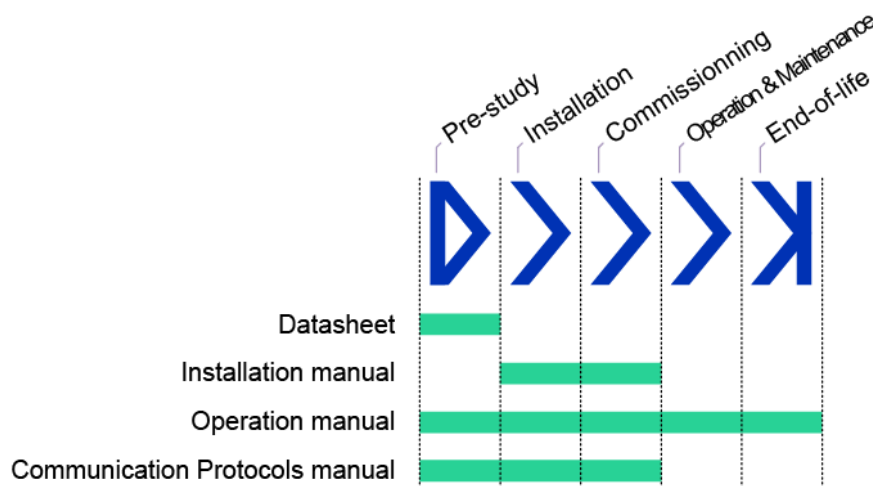 Pre-study
Installation
Commissionning
Operation & Maintenance
End-of-life
Datasheet
Installation manual
Operation manual
Communication Protocols manual